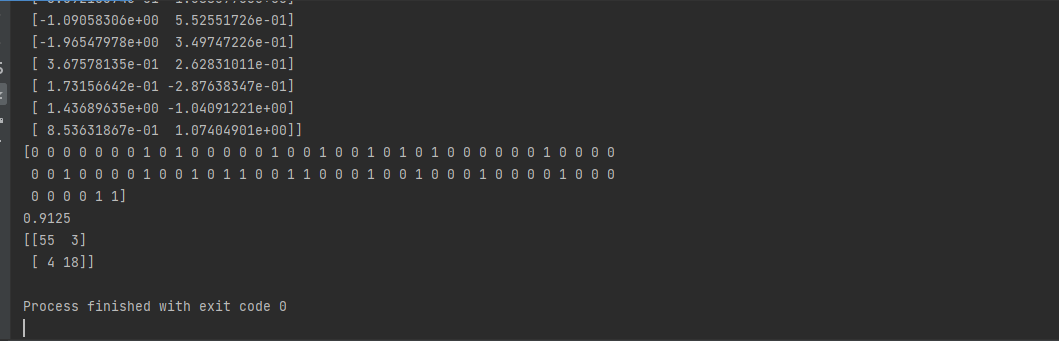 [-1.09058306e+00  5.52551726e-01]
[-1.96547978e+00  3.49747226e-01]
[ 3.67578135e-01  2.62831011e-01]
[ 1.73156642e-01 -2.87638347e-01]
[ 1.43689635e+00 -1.04091221e+00]
[ 8.53631867e-01  1.07404901e+00]]
[0 0 0 0 0 0 0 1 0 1 0 0 0 0 0 1 0 0 1 0 0 1 0 1 0 1 0 0 0 0 0 0 1 0 0 0 0
0 0 1 0 0 0 0 1 0 0 1 0 1 1 0 0 1 1 0 0 0 1 0 0 1 0 0 0 1 0 0 0 0 1 0 0 0
0 0 0 0 1 1]
0.9125
[[55  3]
[ 4 18]]
Process finished with exit code 0